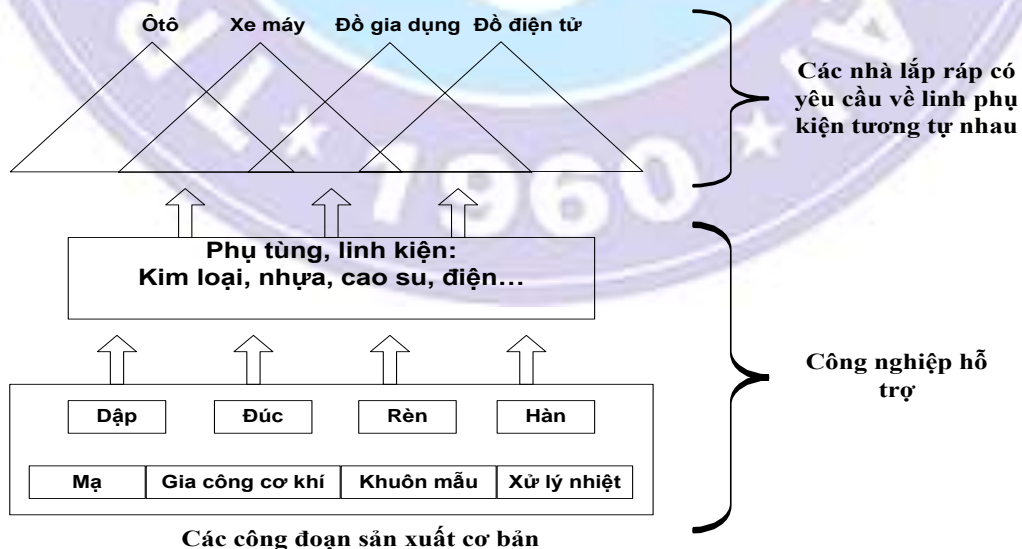 Ôtô Xe máy Đồ gia dụng Đồ điện tử
Các nhà lắp ráp có
yêu cầu về linh phụ
kiện tương tự nhau
1960
Phụ tùng, linh kiện:
Kim loại, nhựa, cao su, điện…
Công nghiệp hỗ
trợ
Dập Đúc Rèn Hàn
Mạ Gia công cơ khí Khuôn mẫu Xử lý nhiệt
Các công đoạn sản xuất cơ bản